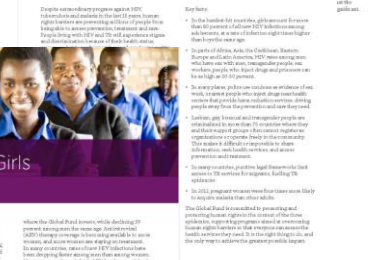 Despite extraordinary progress against HIV,
tuberculosis and malaria in the last 15 years, human
rights barriers are preventing millions of people from
being able to access prevention, treatment and care.
People living with HIV and TB still experience stigma
and discrimination because of their health status.
Girls
where the Global Fund invests, while declining 59
percent among men the same age. Antiretroviral
(ARV) therapy coverage is becoming available to more
women, and more women are staying on treatment.
In many countries, rates of new HIV infections have
been dropping faster among men than among women.
Key facts:
• In the hardest-hit countries, girls account for more
than 80 percent of all new HIV infections among
adolescents, at a rate of infection eight times higher
than boys the same age.
• In parts of Africa, Asia, the Caribbean, Eastern
Europe and Latin America, HIV rates among men
who have sex with men, transgender people, sex
workers, people who inject drugs and prisoners can
be as high as
• In many places, police use condoms as evidence of sex
work, or arrest people who inject drugs near health
centers that provide harm reduction services, driving
people away from the prevention and care they need.
• Lesbian, gay, bisexual and transgender people are
criminalized in more than 75 countries where they
and their support groups often cannot register as
organizations or operate freely in the community.
This makes it difficult or impossible to share
information, seek health services, and access
prevention and treatment.
• In many countries, punitive legal frameworks limit
access to TB services for migrants, fuelling TB
epidemics.
• In 2012, pregnant women were four times more likely
to acquire malaria than other adults.
The Global Fund is committed to promoting and
protecting human rights in the context of the three
epidemics, supporting programs aimed at overcoming
human rights barriers so that everyone can access the
health services they need. It is the right thing to do, and
the only way to achieve the greatest possible impact.